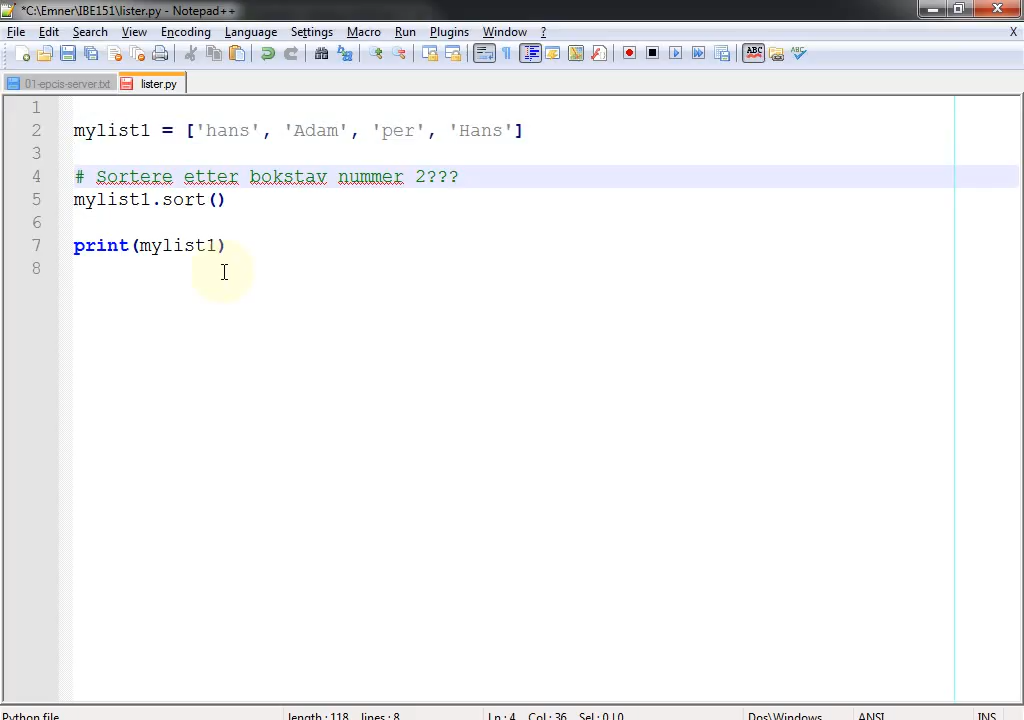 *C:\Emner\IBE151\lister.py - Notepad++
File Edit Search View Encoding Language Settings Macro Run Plugins Window ? X
01-epcis-server.txt lister.py
1
2 mylist1 = ['hans', 'Adam', 'per', 'Hans']
3
4 # Sortere etter bokstav nummer 2???
5 mylist1.sort()
6
7 print(mylist1)
8
Python file length : 118 lines : 8 Ln : 4 Col : 36 Sel : 0 | 0 Dos\Windows ANSI INS